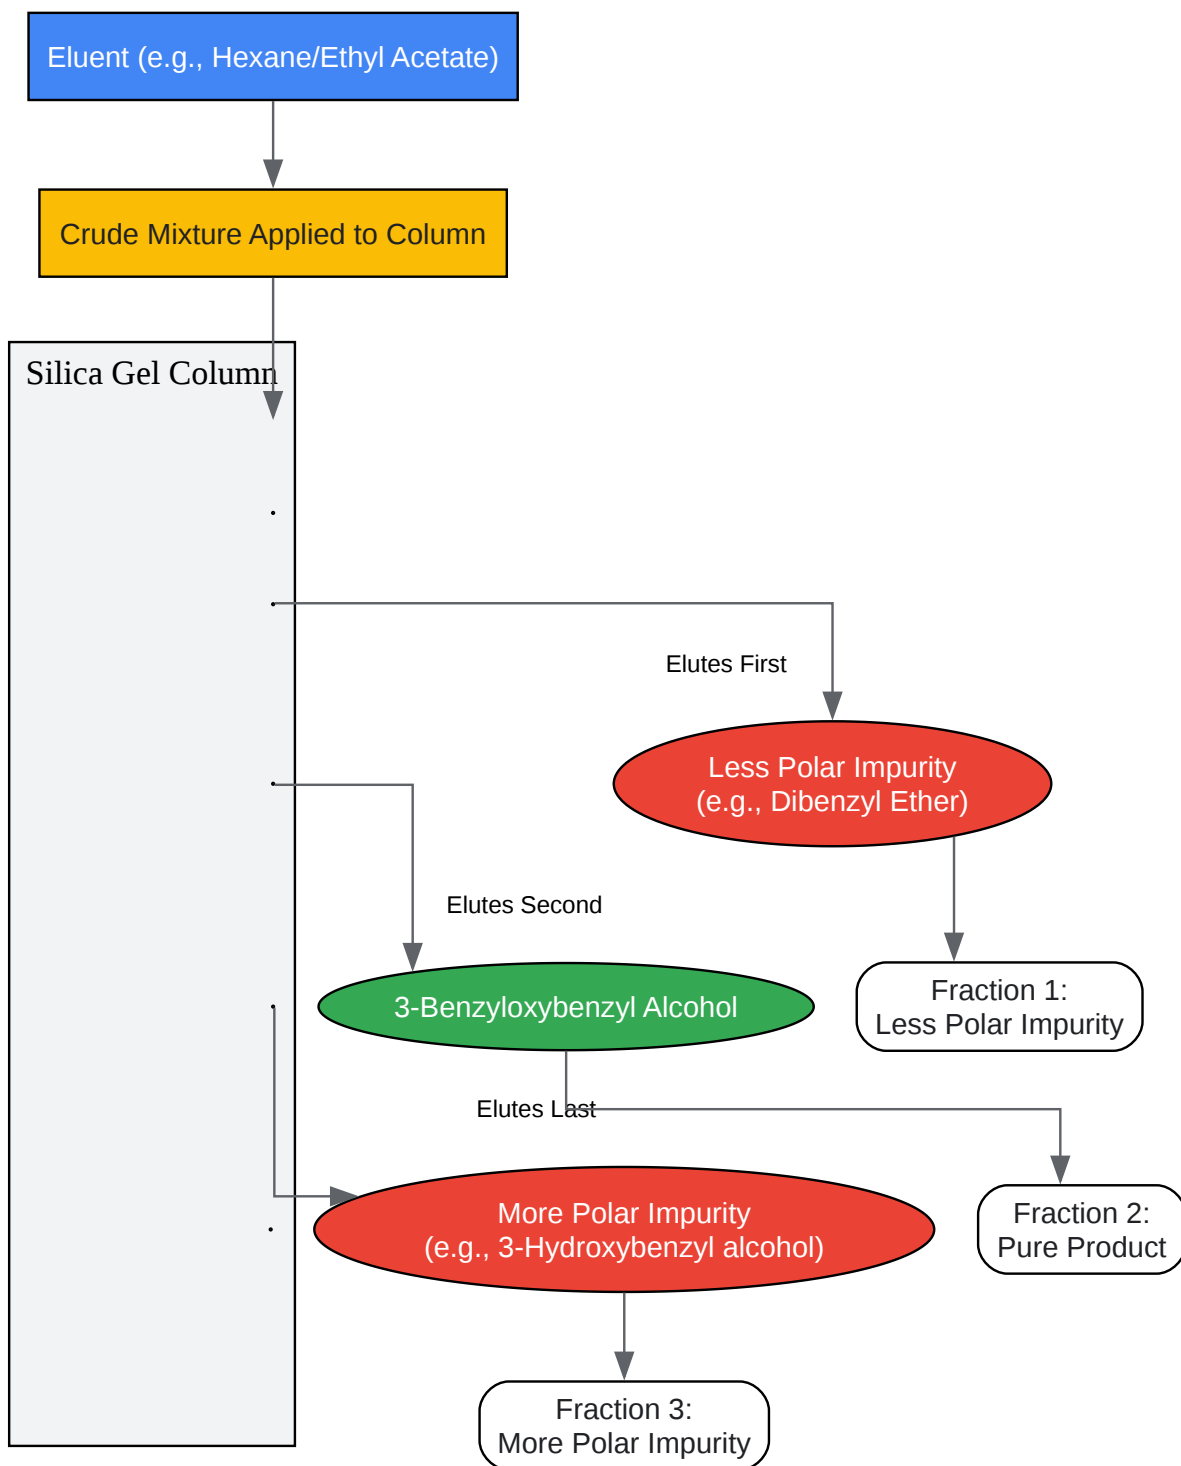 Eluent (e.g., Hexane/Ethyl Acetate)
Crude Mixture Applied to Column
Silica Gel Column
Elutes First
Less Polar Impurity
(e.g., Dibenzyl Ether)
Elutes Second
Fraction 1:
Less Polar Impurity
3-Benzyloxybenzyl Alcohol
Elutes Last
More Polar Impurity
(e.g., 3-Hydroxybenzyl alcohol)
Fraction 2:
Pure Product
Fraction 3:
More Polar Impurity